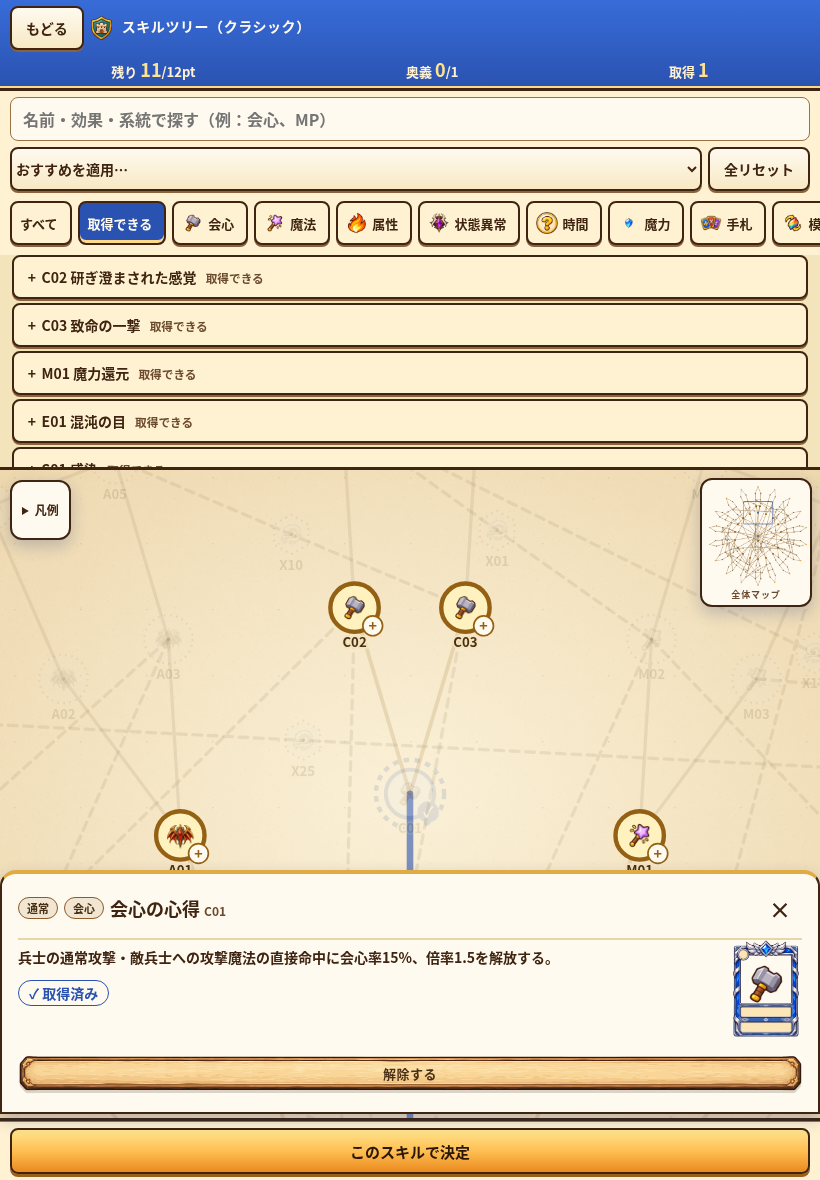 もどる
スキルツリー（クラシック）
残り 11/12pt
奥義 0/1
取得 1
名前・効果・系統で探す（例：会心、MP）
おすすめを適用…
全リセット
すべて
取得できる
会心
魔法
属性
状態異常
時間
魔力
手札
+ C02 研ぎ澄まされた感覚 取得できる
+ C03 致命の一撃 取得できる
+ M01 魔力還元 取得できる
+ E01 混沌の目 取得できる
凡例
A05
X10
X01
全体マップ
C02
C03
A03
M02
A02
M03
X25
C01
A01
M01
通常
会心
会心の心得 C01
兵士の通常攻撃・敵兵士への攻撃魔法の直接命中に会心率15%、倍率1.5を解放する。
✓取得済み
解除する
このスキルで決定